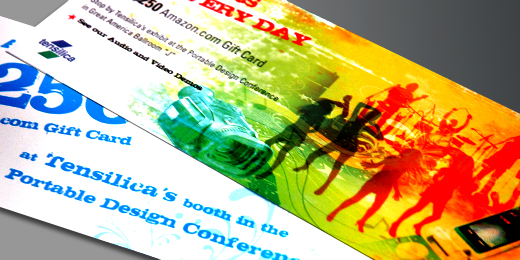 VERY DAY
$250 Amazon.com Gift Card
Stop by Tensilica's exhibit at the Portable Design Conference
in Great America Ballroom "J"
★ See our Audio and Video Demos
tensilica
250
.com Gift Card
at Tensilica's booth in the
Portable Design Conferen